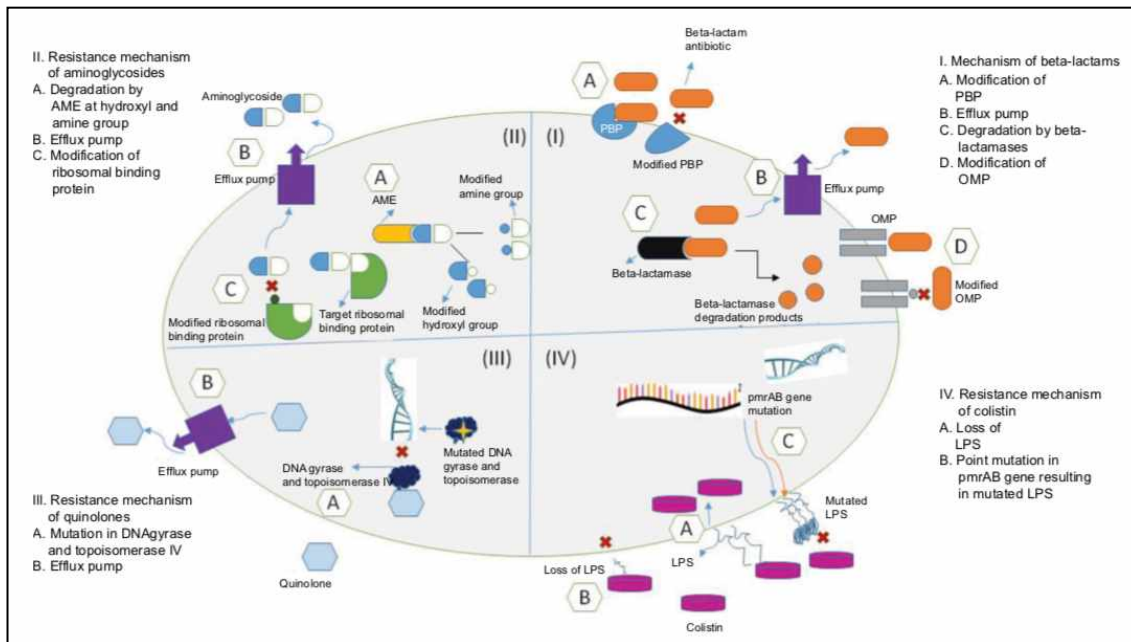 II. Resistance mechanism
of aminoglycosides
A. Degradation by
AME at hydroxyl and
amine group
B. Efflux pump
C. Modification of
ribosomal binding
protein
Aminoglycoside
B
Efflux pump
(II)
A
AME
Modified
amine group
C
Modified ribosomal
binding protein
Target ribosomal
binding protein
Modified
hydroxyl group
Beta-lactam
antibiotic
A
PBP
Modified PBP
(I)
B
Efflux pump
C
Beta-lactamase
Beta-lactamase
degradation products
OMP
D
Modified
OMP
I. Mechanism of beta-lactams
A. Modification of
PBP
B. Efflux pump
C. Degradation by beta-
lactamases
D. Modification of
OMP
(III)
B
Efflux pump
DNA gyrase
and topoisomerase IV
Mutated DNA
gyrase and
topoisomerase
A
Quinolone
III. Resistance mechanism
of quinolones
A. Mutation in DNAgyrase
and topoisomerase IV
B. Efflux pump
(IV)
pmrAB gene
mutation
C
Mutated
LPS
A
LPS
Loss of LPS
B
Colistin
IV. Resistance mechanism
of colistin
A. Loss of
LPS
B. Point mutation in
pmrAB gene resulting
in mutated LPS